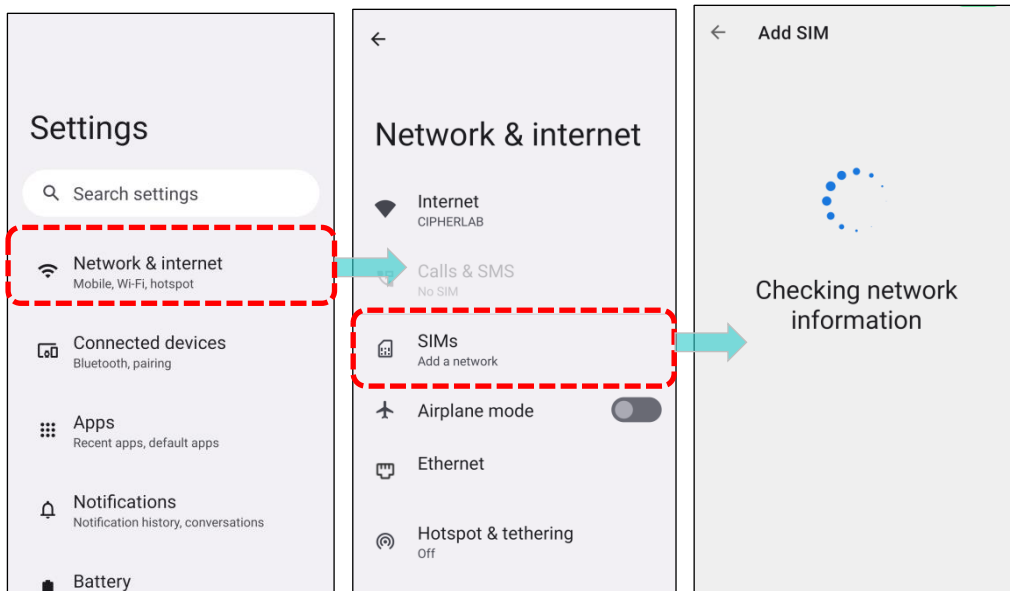 Settings
Search settings
Network & internet
Mobile, Wi-Fi, hotspot
Connected devices
Bluetooth, pairing
Apps
Recent apps, default apps
Notifications
Notification history, conversations
Battery
Network & internet
Internet
CIPHERLAB
Calls & SMS
No SIM
SIMs
Add a network
Airplane mode
Ethernet
Hotspot & tethering
Off
Add SIM
Checking network
information